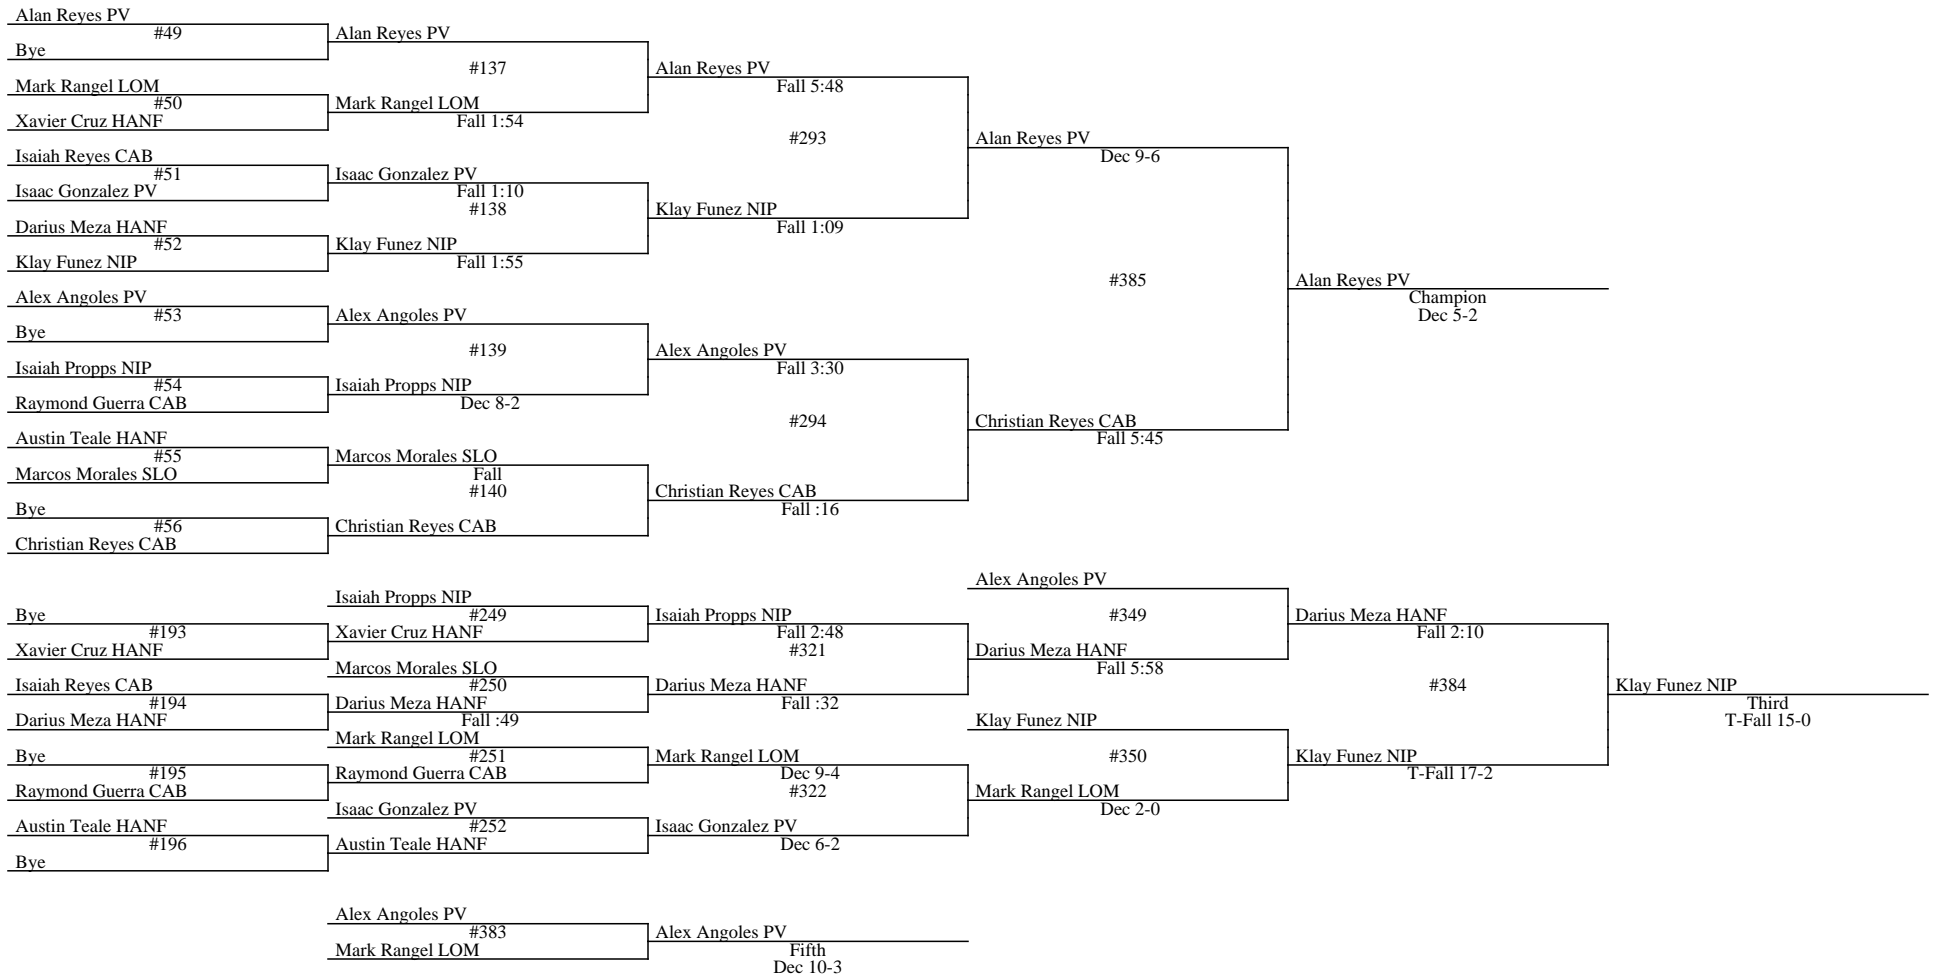 Alan Reyes PV
#49
Bye
Alan Reyes PV
#137
Mark Rangel LOM
#50
Xavier Cruz HANF
Mark Rangel LOM
Fall 1:54
Alan Reyes PV
Fall 5:48
#293
Isaiah Reyes CAB
#51
Isaac Gonzalez PV
Isaac Gonzalez PV
Fall 1:10
#138
Darius Meza HANF
#52
Klay Funez NIP
Klay Funez NIP
Fall 1:55
Klay Funez NIP
Fall 1:09
Alan Reyes PV
Dec 9-6
#385
Alex Angoles PV
#53
Bye
Alex Angoles PV
#139
Isaiah Propps NIP
#54
Raymond Guerra CAB
Isaiah Propps NIP
Dec 8-2
Alex Angoles PV
Fall 3:30
#294
Austin Teale HANF
#55
Marcos Morales SLO
Marcos Morales SLO
Fall
#140
Bye
#56
Christian Reyes CAB
Christian Reyes CAB
Christian Reyes CAB
Fall :16
Christian Reyes CAB
Fall 5:45
Alan Reyes PV
Champion
Dec 5-2
Bye
#193
Xavier Cruz HANF
Isaiah Propps NIP
#249
Xavier Cruz HANF
Isaiah Propps NIP
Fall 2:48
#321
Isaiah Reyes CAB
#194
Darius Meza HANF
Marcos Morales SLO
#250
Darius Meza HANF
Fall :49
Darius Meza HANF
Fall :32
Alex Angoles PV
#349
Darius Meza HANF
Fall 5:58
Darius Meza HANF
Fall 2:10
#384
Bye
#195
Raymond Guerra CAB
Mark Rangel LOM
#251
Raymond Guerra CAB
Mark Rangel LOM
Dec 9-4
#322
Austin Teale HANF
#196
Bye
Isaac Gonzalez PV
#252
Austin Teale HANF
Isaac Gonzalez PV
Dec 6-2
Klay Funez NIP
#350
Mark Rangel LOM
Dec 2-0
Klay Funez NIP
T-Fall 17-2
Klay Funez NIP
Third
T-Fall 15-0
Alex Angoles PV
#383
Mark Rangel LOM
Alex Angoles PV
Fifth
Dec 10-3